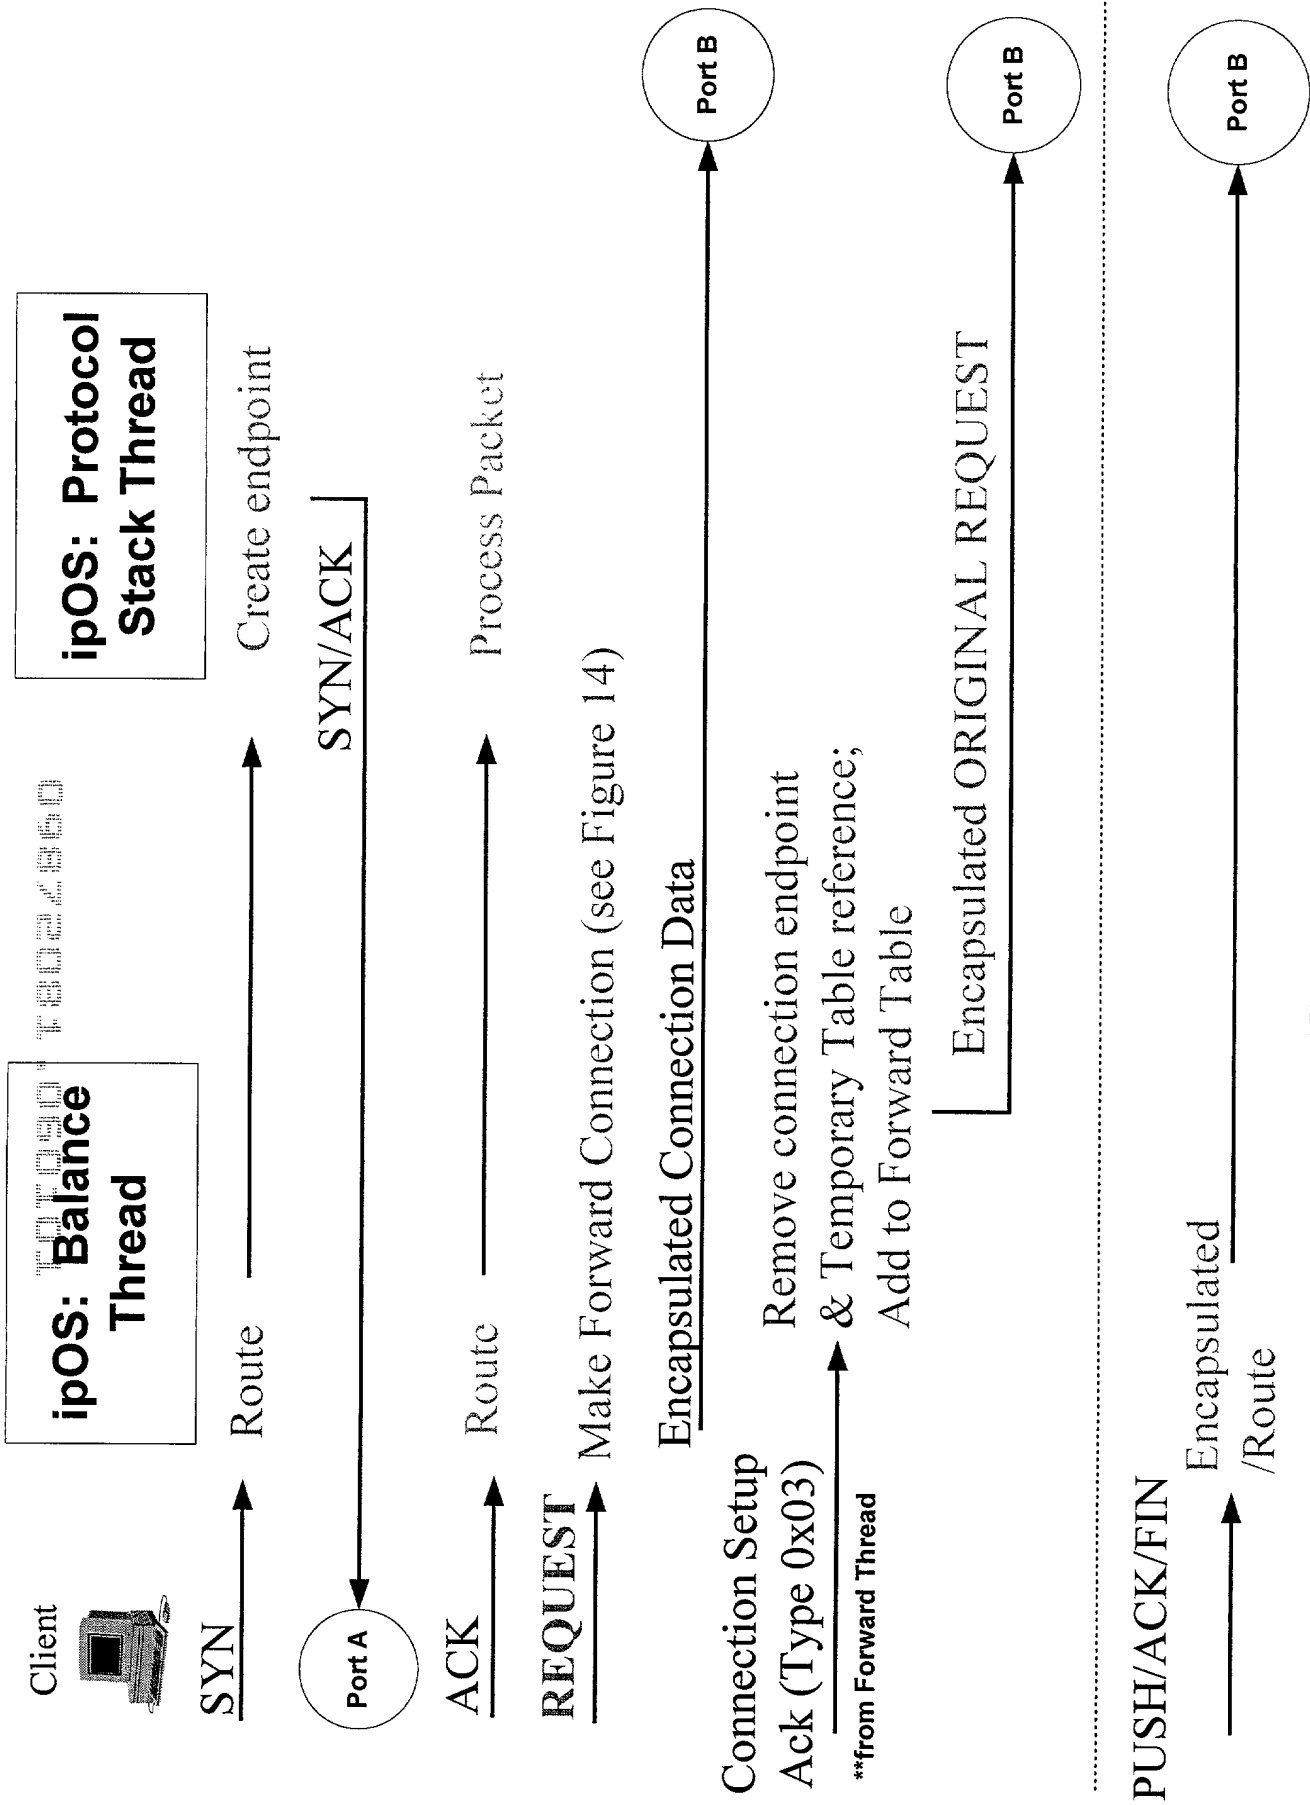 Client
ipOS: Balance
Thread
ipOS: Protocol
Stack Thread
SYN
Route
Create endpoint
SYN/ACK
Port A
ACK
Route
Process Packet
REQUEST
Make Forward Connection (see Figure 14)
Encapsulated Connection Data
Port B
Connection Setup
Ack (Type 0x03)
**from Forward Thread
Remove connection endpoint
& Temporary Table reference;
Add to Forward Table
Encapsulated ORIGINAL REQUEST
Port B
PUSH/ACK/FIN
Encapsulated
/Route
Port B